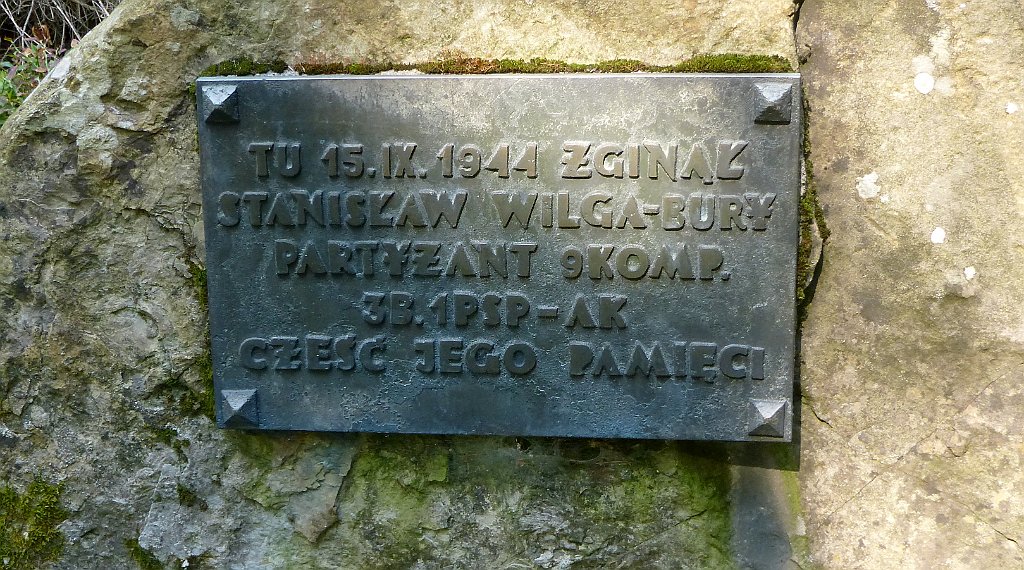 TU 15.IX.1944 ZGINĄŁ
STANISŁAW WILGA-BURY
PARTYZANT 9KOMP.
3B.1PSP-AK
CZEŚĆ JEGO PAMIĘCI